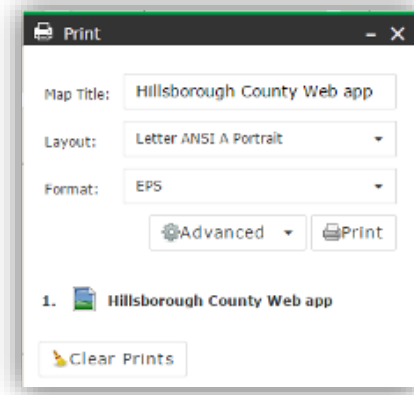 Print
Map Title: Hillsborough County Web app
Layout: Letter ANSI A Portrait
Format: EPS
Advanced Print
1. Hillsborough County Web app
Clear Prints